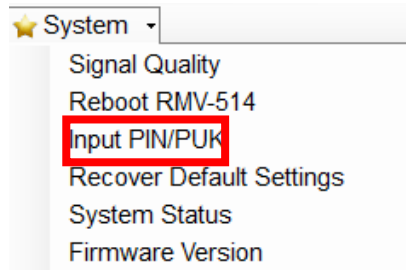 System
Signal Quality
Reboot RMV-514
Input PIN/PUK
Recover Default Settings
System Status
Firmware Version